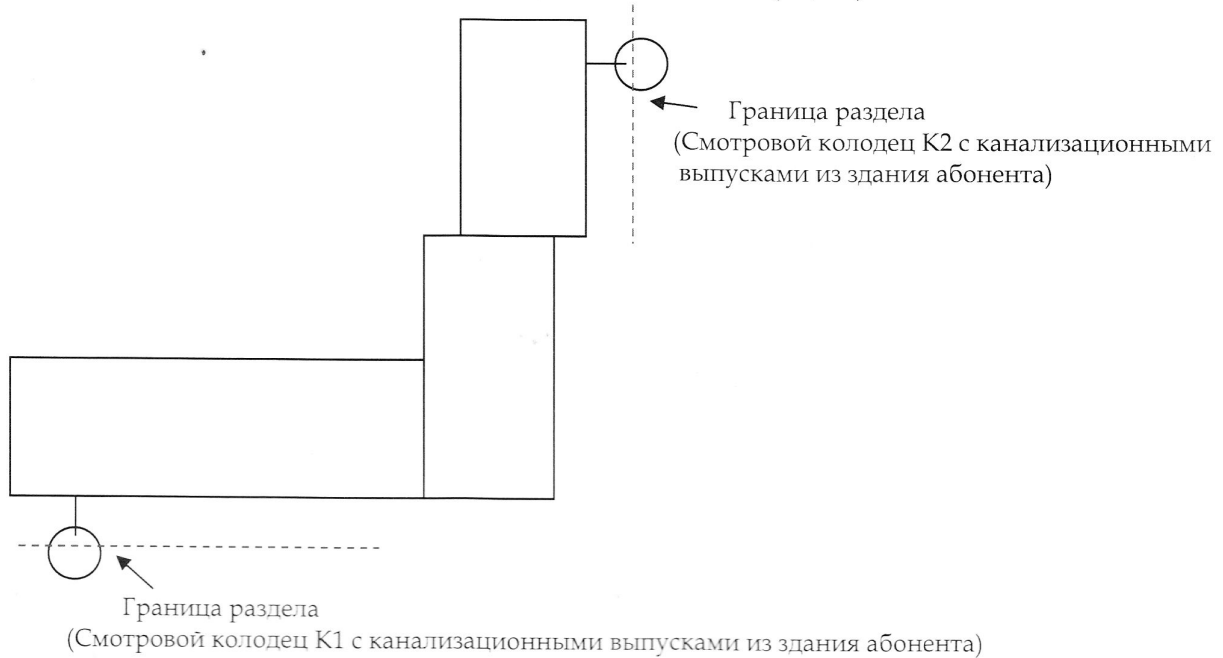 Граница раздела
(Смотровой колодец К2 с канализационными
выпусками из здания абонента)
Граница раздела
(Смотровой колодец К1 с канализационными выпусками из здания абонента)